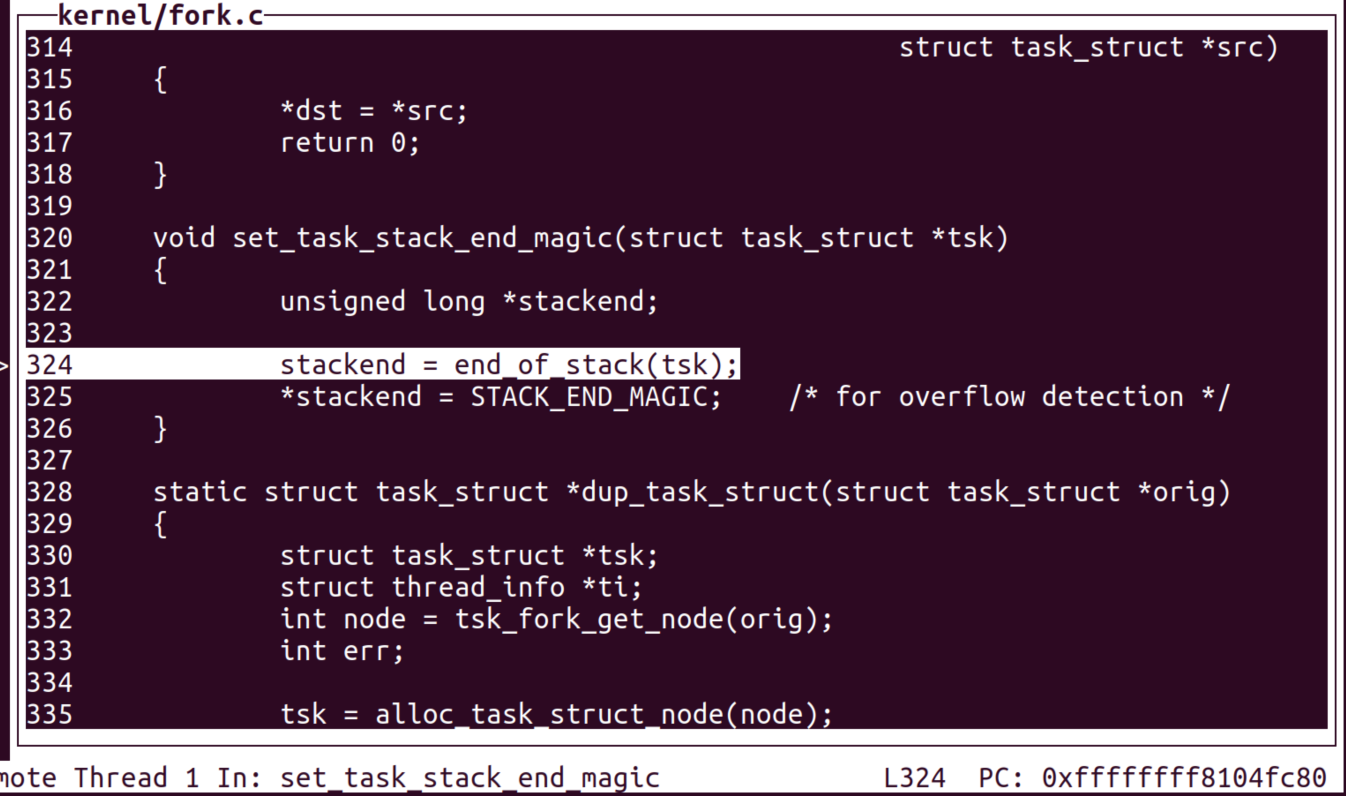 kernel/fork.c
314 struct task_struct *src)
315 {
316 *dst = *src;
317 return 0;
318 }
319
320 void set_task_stack_end_magic(struct task_struct *tsk)
321 {
322 unsigned long *stackend;
323
>324 stackend = end_of_stack(tsk);
325 *stackend = STACK_END_MAGIC; /* for overflow detection */
326 }
327
328 static struct task_struct *dup_task_struct(struct task_struct *orig)
329 {
330 struct task_struct *tsk;
331 struct thread_info *ti;
332 int node = tsk_fork_get_node(orig);
333 int err;
334
335 tsk = alloc_task_struct_node(node);
mote Thread 1 In: set_task_stack_end_magic L324 PC: 0xffffffff8104fc80